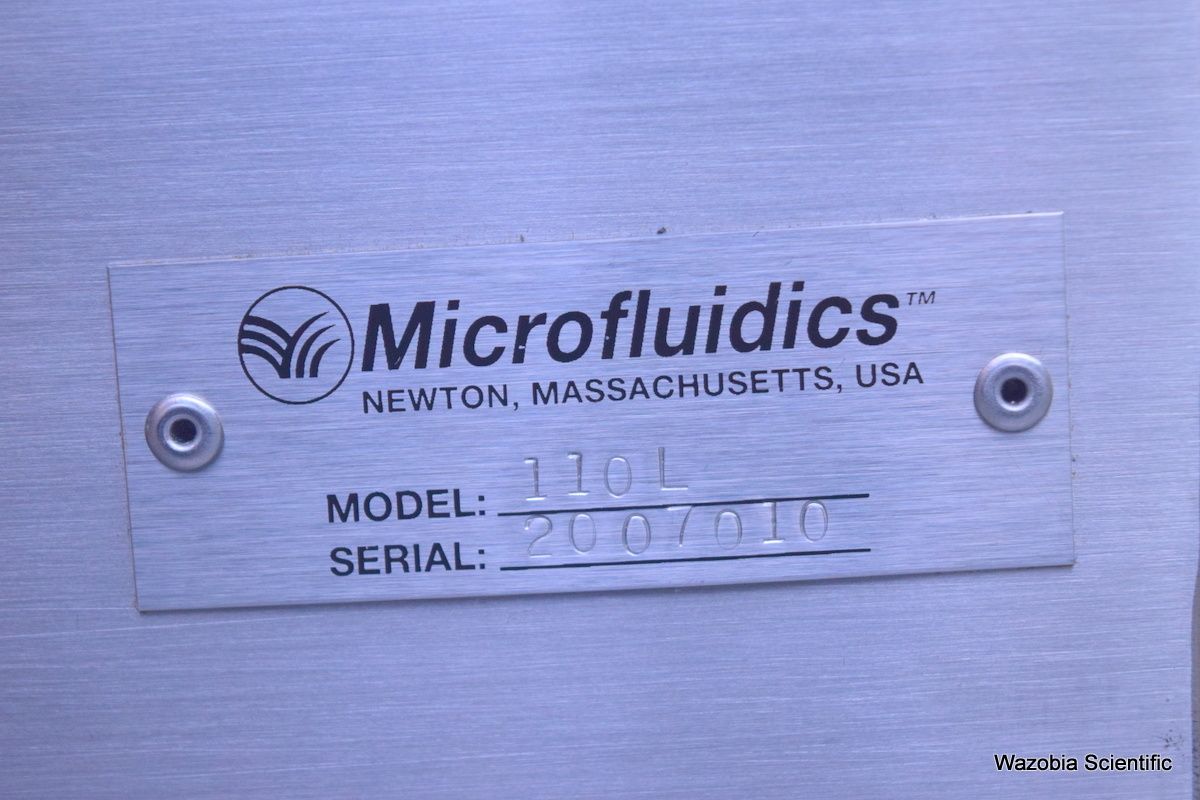 Microfluidics™
NEWTON, MASSACHUSETTS, USA
MODEL: 110L
SERIAL: 2007010
Wazobia Scientific